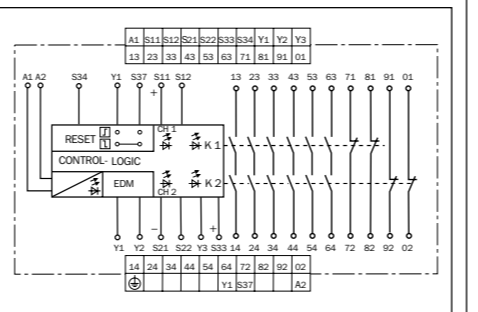 A1 S11 S12 S21 S22 S33 S34 Y1 Y2 Y3
13 23 33 43 53 63 71 81 91 01
A1 A2 S34 Y1 S37 S11 S12 13 23 33 43 53 63 71 81 91 01
+
RESET CH 1 K1
CONTROL- LOGIC
EDM CH 2 K2
– +
Y1 Y2 S21 S22 Y3 S33 14 24 34 44 54 64 72 82 92 02
14 24 34 44 54 64 72 82 92 02
Y1 S37 A2